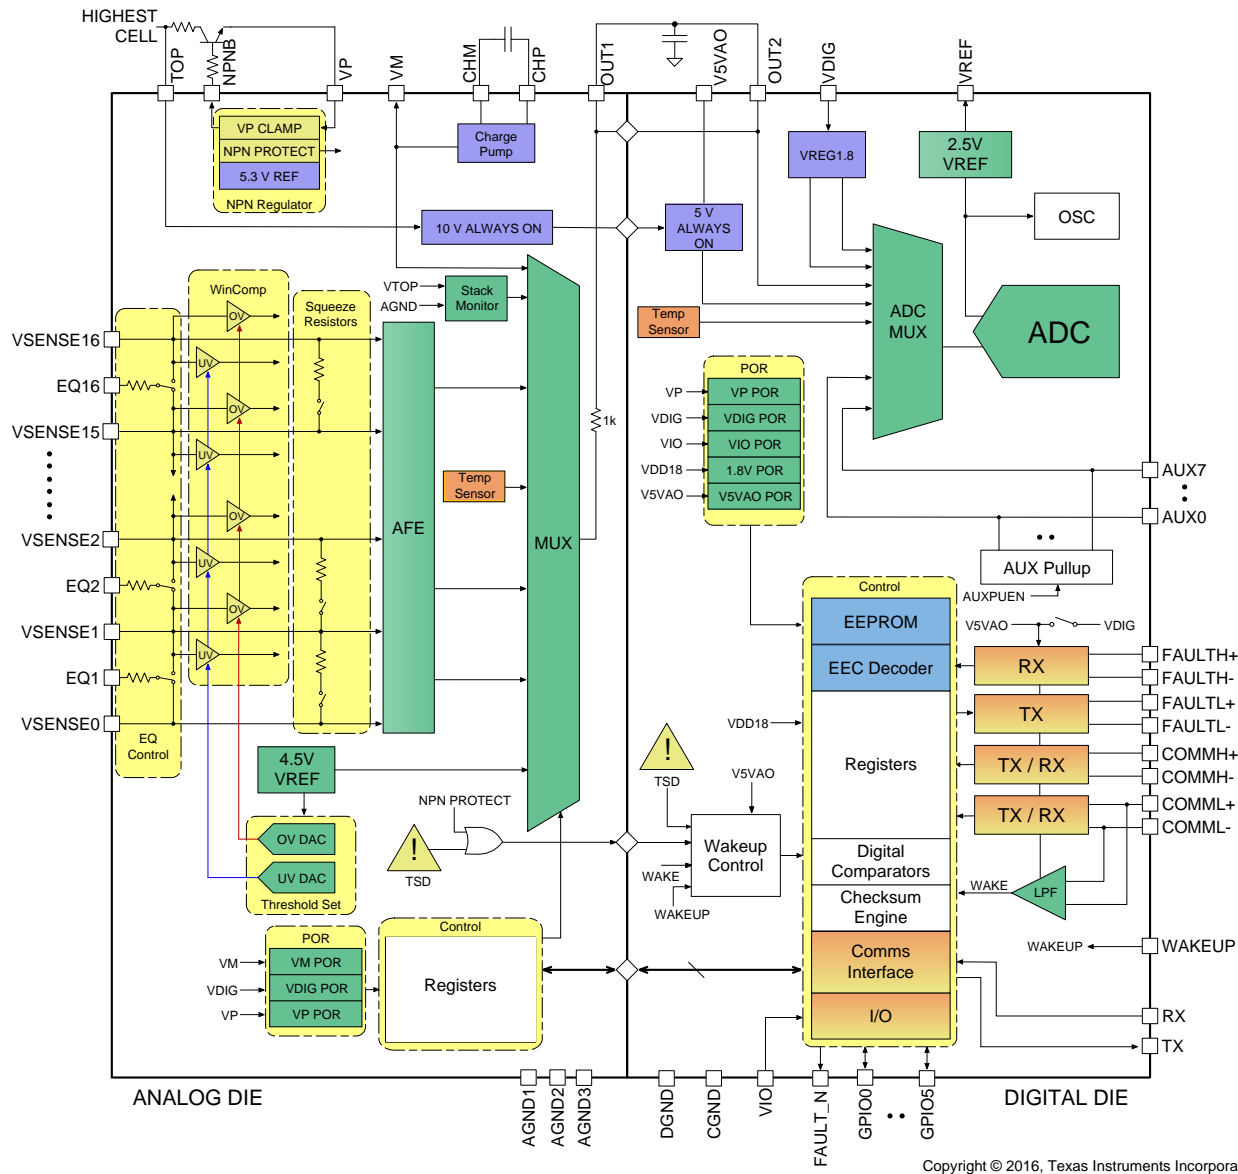 HIGHEST
CELL
TOP
NPNB
VP
VM
CHM
CHP
OUT1
V5VAO
OUT2
VDIG
VREF
VP CLAMP
NPN PROTECT
5.3 V REF
NPN Regulator
Charge
Pump
VREG1.8
2.5V
VREF
10 V ALWAYS ON
5 V
ALWAYS
ON
OSC
WinComp
Squeeze
Resistors
VTOP
AGND
Stack
Monitor
Temp
Sensor
ADC
MUX
ADC
OV
VSENSE16
UV
EQ16
OV
VSENSE15
UV
1k
POR
VP
VP POR
VDIG
VDIG POR
VIO
VIO POR
VDD18
1.8V POR
V5VAO
V5VAO POR
AUX7
AUX0
Temp
Sensor
OV
VSENSE2
AFE
MUX
UV
EQ2
OV
VSENSE1
UV
EQ1
VSENSE0
EQ
Control
AUX Pullup
AUXPUEN
Control
EEPROM
EEC Decoder
Registers
Digital
Comparators
Checksum
Engine
Comms
Interface
I/O
V5VAO
VDIG
RX
FAULTH+
FAULTH-
TX
FAULTL+
FAULTL-
TX / RX
COMMH+
COMMH-
TX / RX
COMML+
COMML-
4.5V
VREF
OV DAC
UV DAC
Threshold Set
NPN PROTECT
!
TSD
VDD18
!
TSD
V5VAO
Wakeup
Control
WAKE
WAKEUP
WAKE
LPF
WAKEUP
WAKEUP
RX
TX
POR
VM
VM POR
VDIG
VDIG POR
VP
VP POR
Control
Registers
ANALOG DIE
AGND1
AGND2
AGND3
DGND
CGND
VIO
FAULT_N
GPIO0
GPIO5
DIGITAL DIE
Copyright © 2016, Texas Instruments Incorpora